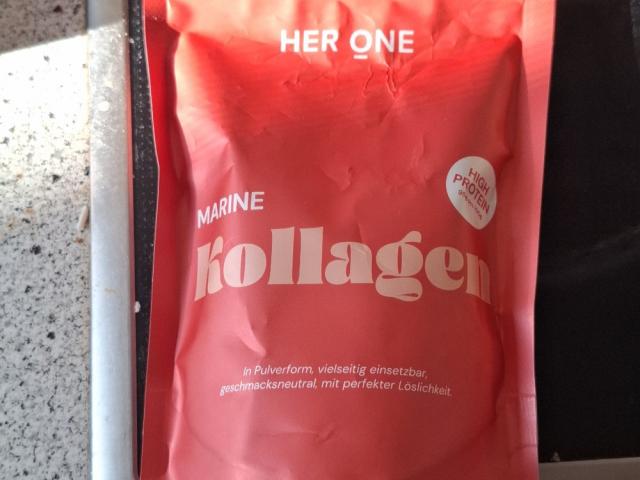 HER ONE
HIGH
PROTEIN
MARINE
Kollagen
In Pulverform, vielseitig einsetzbar,
geschmacksneutral, mit perfekter Löslichkeit.